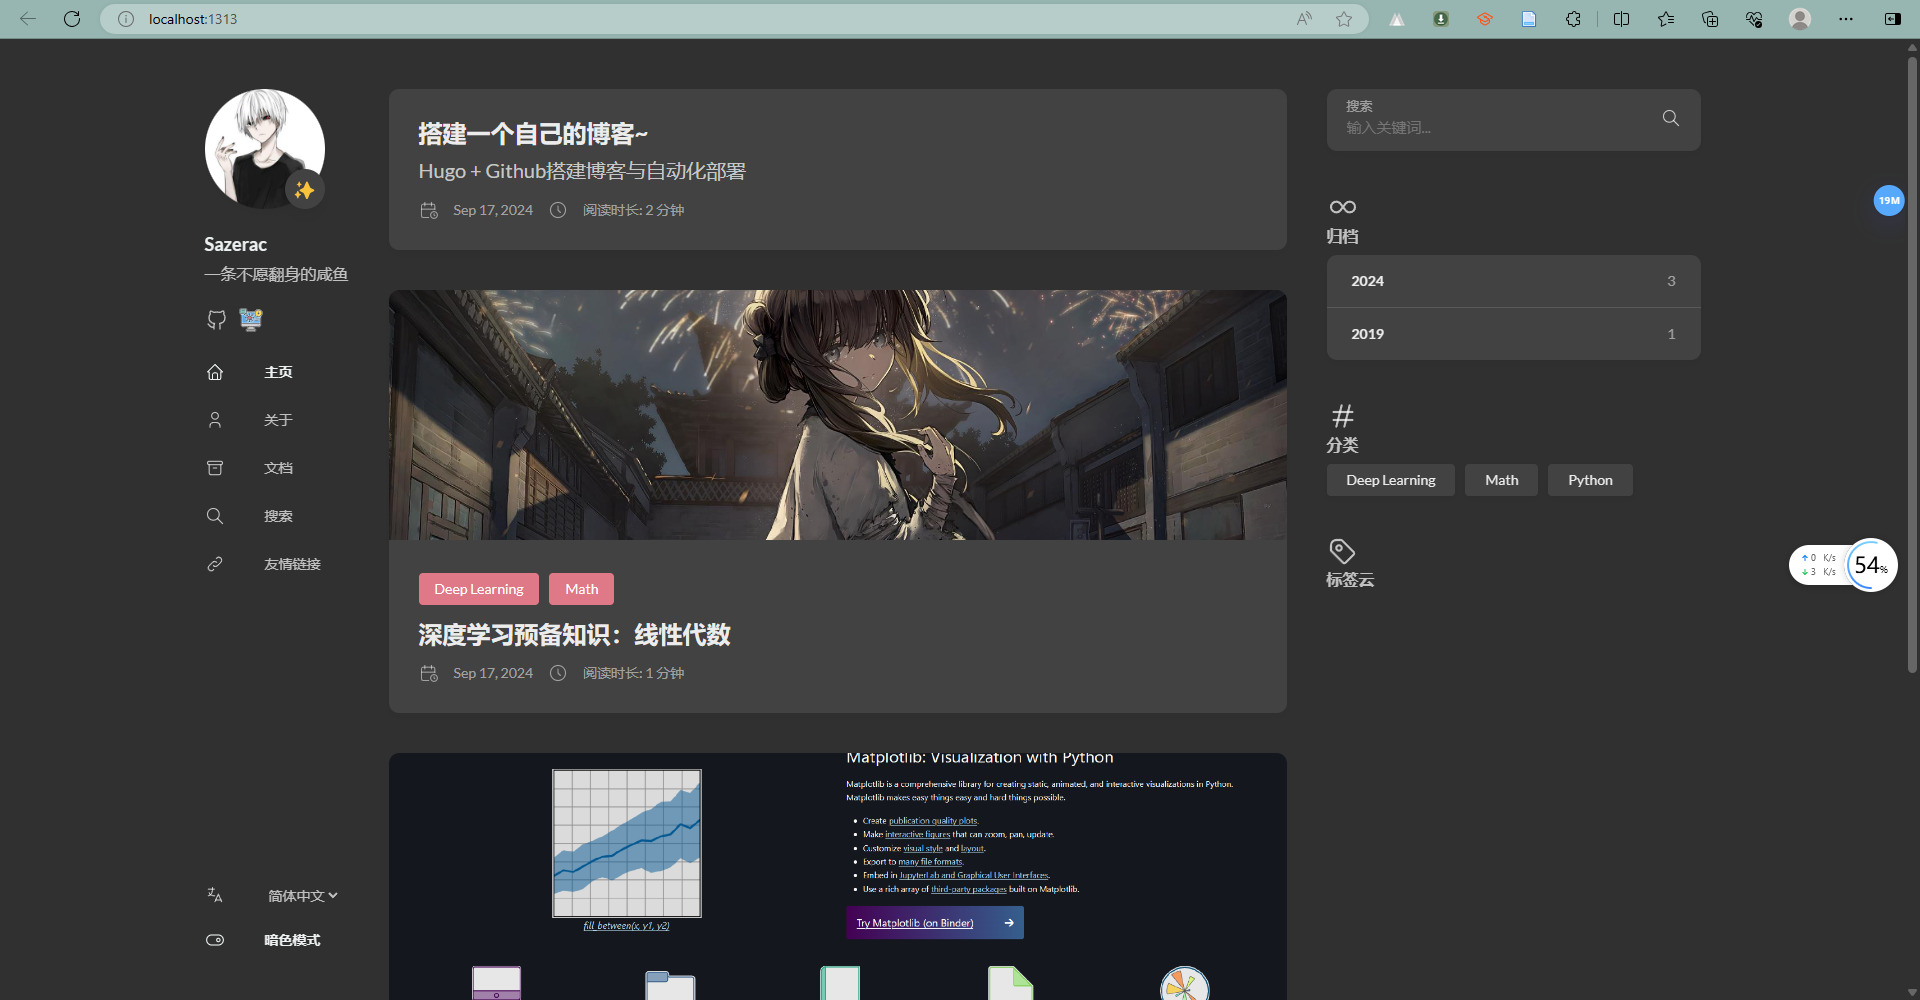 localhost:1313
Sazerac
一条不愿翻身的咸鱼
主页
关于
文档
搜索
友情链接
简体中文
暗色模式
搭建一个自己的博客~
Hugo + Github搭建博客与自动化部署
Sep 17, 2024
阅读时长: 2 分钟
Deep Learning
Math
深度学习预备知识：线性代数
Sep 17, 2024
阅读时长: 1 分钟
Matplotlib: Visualization with Python
Matplotlib is a comprehensive library for creating static, animated, and interactive visualizations in Python.
Matplotlib makes easy things easy and hard things possible.
Create publication quality plots.
Make interactive figures that can zoom, pan, update.
Customize visual style and layout.
Export to many file formats.
Embed in JupyterLab and Graphical User Interfaces.
Use a rich array of third-party packages built on Matplotlib.
Try Matplotlib (on Binder)
fill_between(x, y1, y2)
搜索
输入关键词...
归档
2024 3
2019 1
分类
Deep Learning
Math
Python
标签云
19M
0 K/s
3 K/s
54%